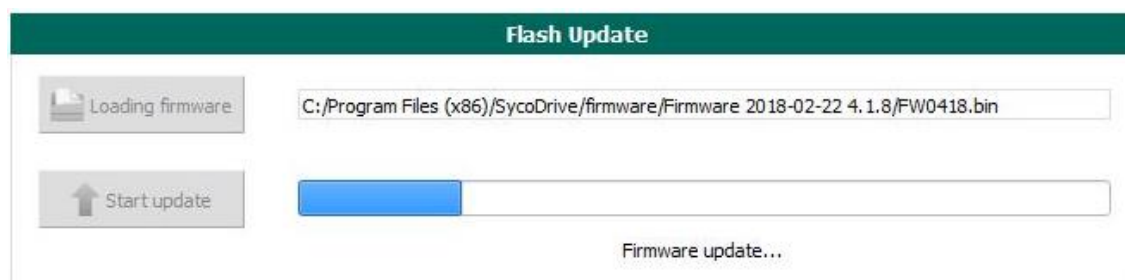 Flash Update
Loading firmware
C:/Program Files (x86)/SycoDrive/firmware/Firmware 2018-02-22 4.1.8/FW0418.bin
Start update
Firmware update...